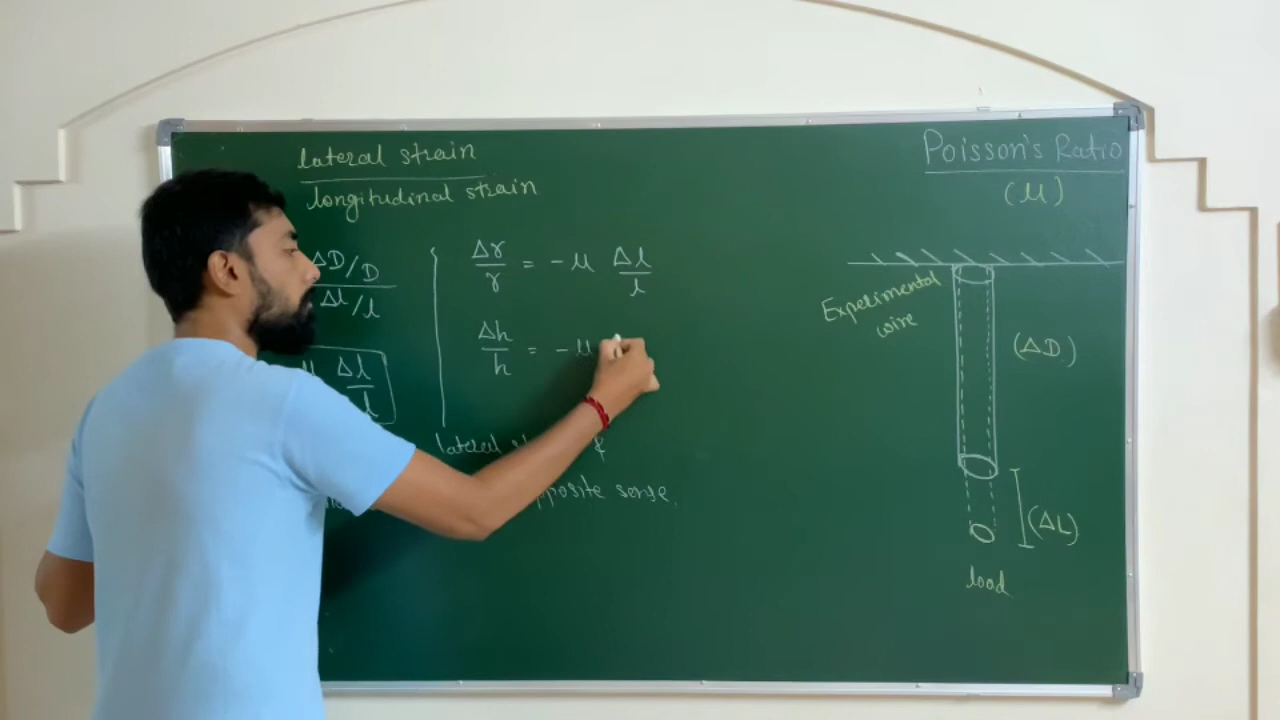 lateral strain
longitudinal strain
ΔD/D
Δl/l
Δl
l
Δr
r
= -μ
Δl
l
Δh
h
= -μ
lateral
&
opposite sense.
Poisson's Ratio
(μ)
Experimental
wire
(ΔD)
(ΔL)
load